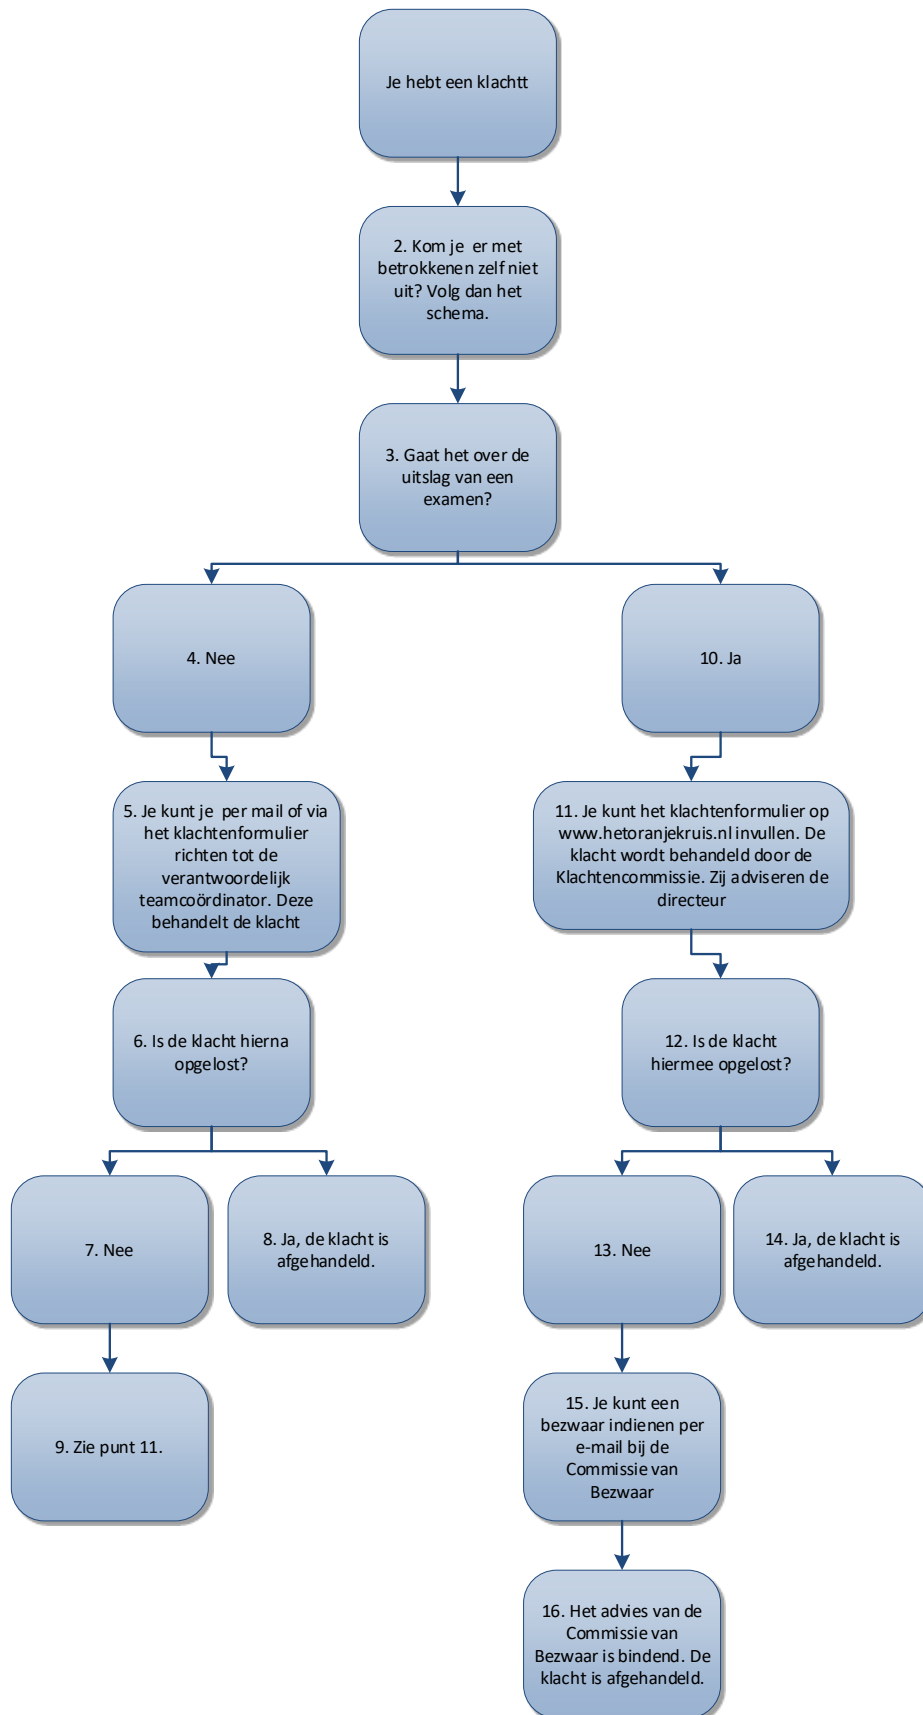 Je hebt een klachtt
2. Kom je er met
betrokkenen zelf niet
uit? Volg dan het
schema.
3. Gaat het over de
uitslag van een
examen?
4. Nee
10. Ja
5. Je kunt je per mail of via
het klachtenformulier
richten tot de
verantwoordelijk
teamcoördinator. Deze
behandelt de klacht
11. Je kunt het klachtenformulier op
www.hetoranjekruis.nl invullen. De
klacht wordt behandeld door de
Klachtencommissie. Zij adviseren de
directeur
6. Is de klacht hierna
opgelost?
12. Is de klacht
hiermee opgelost?
7. Nee
8. Ja, de klacht is
afgehandeld.
13. Nee
14. Ja, de klacht is
afgehandeld.
9. Zie punt 11.
15. Je kunt een
bezwaar indienen per
e-mail bij de
Commissie van
Bezwaar
16. Het advies van de
Commissie van
Bezwaar is bindend. De
klacht is afgehandeld.